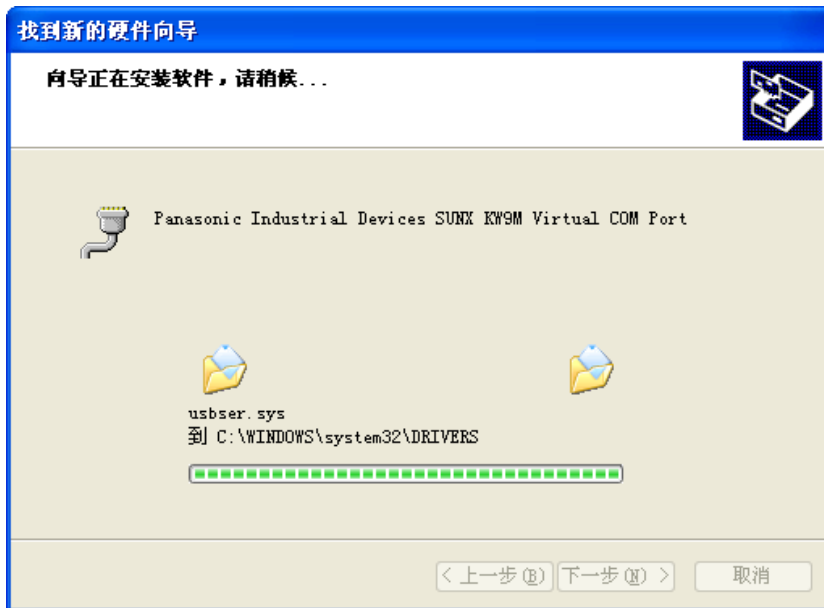 找到新的硬件向导
向导正在安装软件，请稍候...
Panasonic Industrial Devices SUNX KW9M Virtual COM Port
usbser.sys
到 C:\WINDOWS\system32\DRIVERS
< 上一步(B) 下一步(N) > 取消